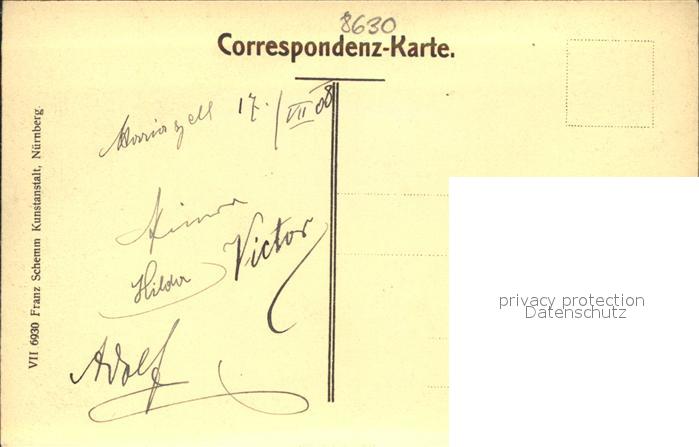 8630
Correspondenz-Karte.
Mariazell 17. / VII 08
Victor
Hilda
Adolf
VII 6930 Franz Schemm Kunstanstalt, Nürnberg.
privacy protection
Datenschutz